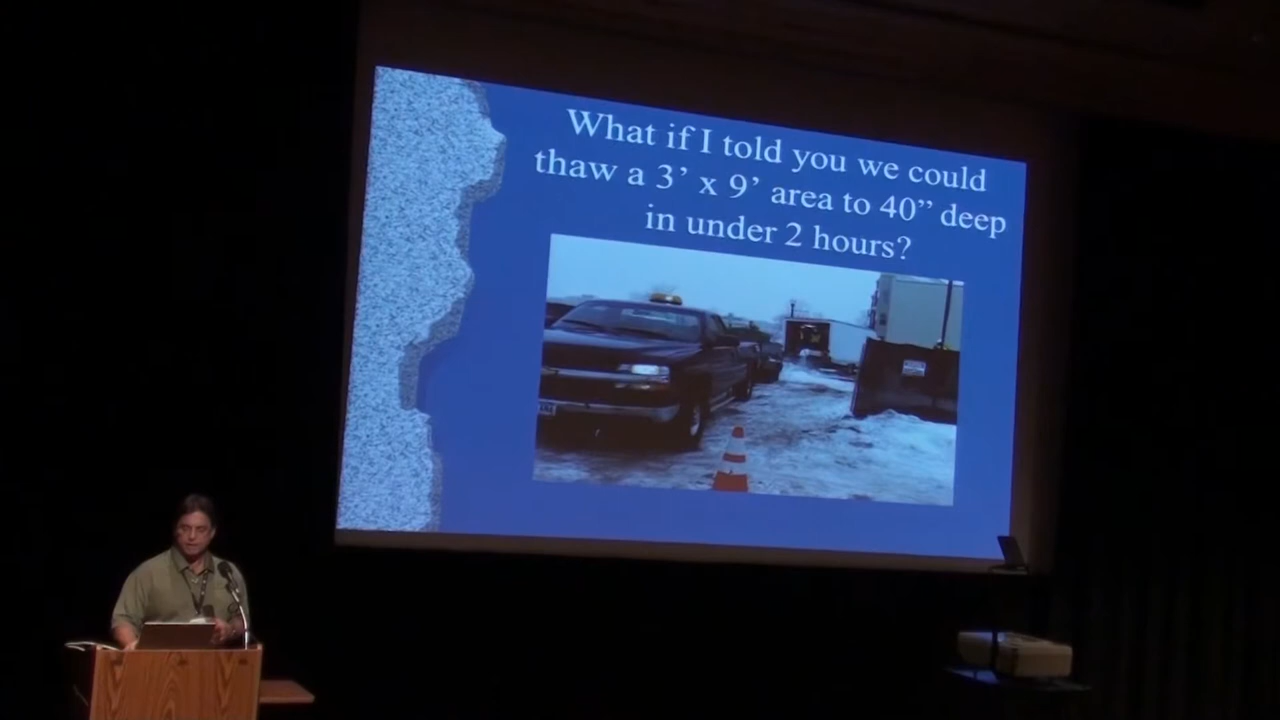 What if I told you we could
thaw a 3’ x 9’ area to 40” deep
in under 2 hours?